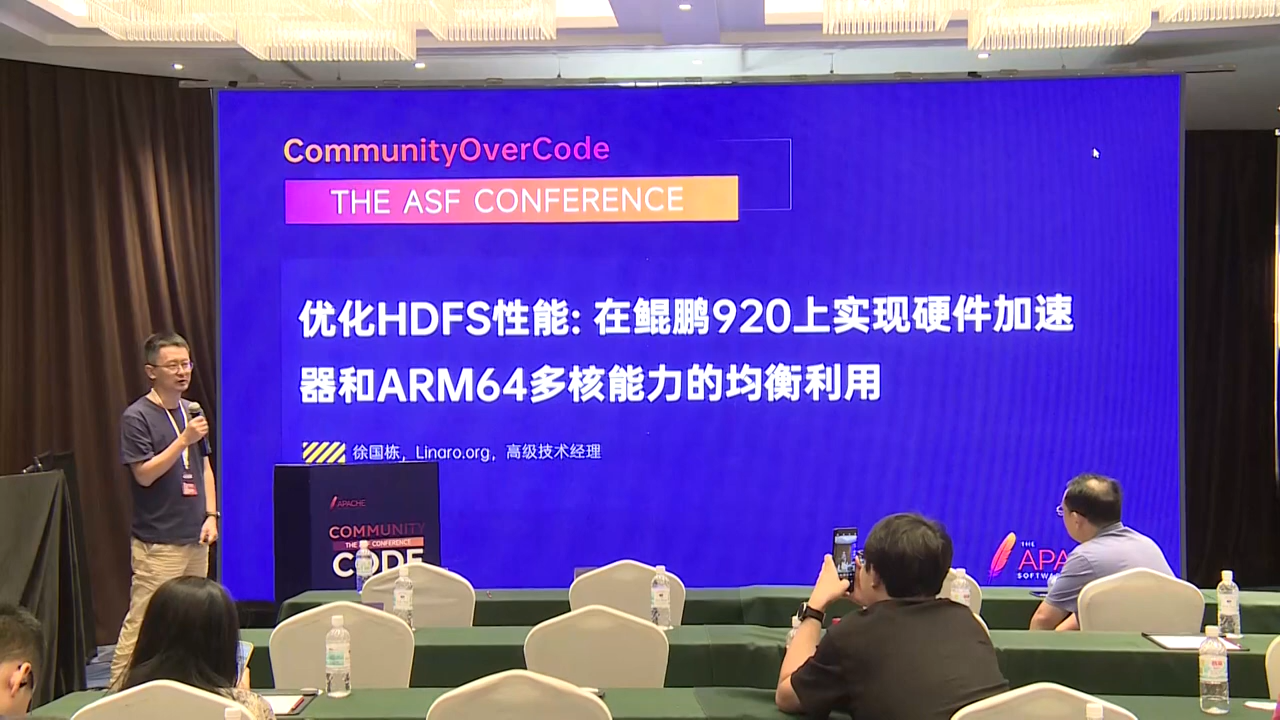 CommunityOverCode
THE ASF CONFERENCE
优化HDFS性能: 在鲲鹏920上实现硬件加速
器和ARM64多核能力的均衡利用
徐国栋，Linaro.org，高级技术经理
APACHE
COMMUNITY
THE ASF CONFERENCE
CODE
THE
APA
SOFTWA